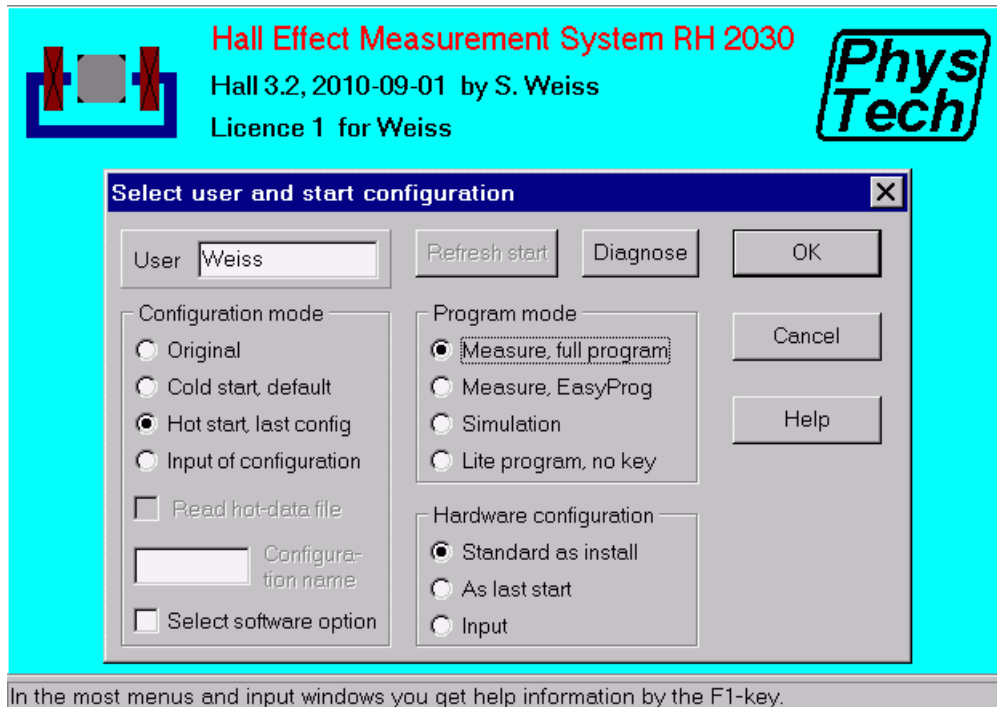 Hall Effect Measurement System RH 2030
Hall 3.2, 2010-09-01 by S. Weiss
Licence 1 for Weiss
Phys
Tech
Select user and start configuration
User Weiss
Refresh start
Diagnose
OK
Configuration mode
Original
Cold start, default
Hot start, last config
Input of configuration
Read hot-data file
Configura-
tion name
Select software option
Program mode
Measure, full program
Measure, EasyProg
Simulation
Lite program, no key
Hardware configuration
Standard as install
As last start
Input
Cancel
Help
In the most menus and input windows you get help information by the F1-key.